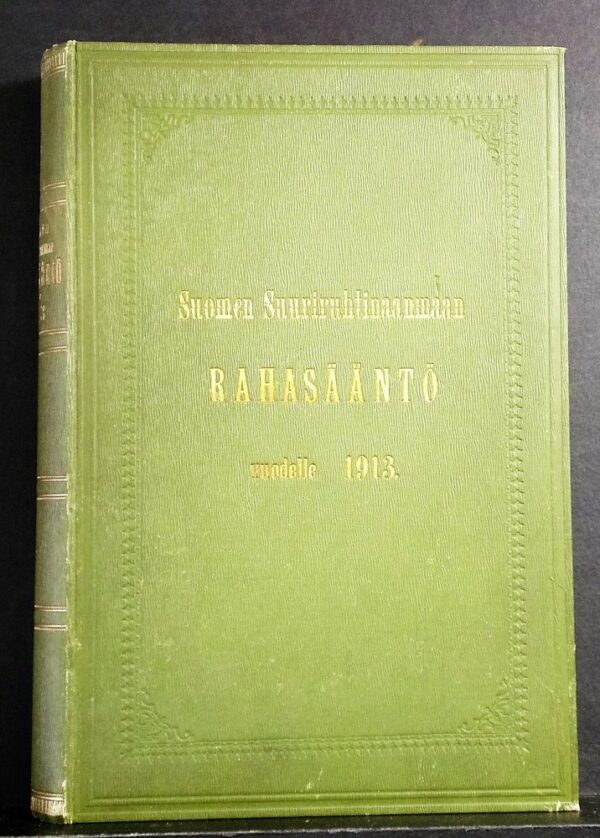 Suomen Suuriruhtinaanmaan
RAHASÄÄNTÖ
vuodelle 1913.